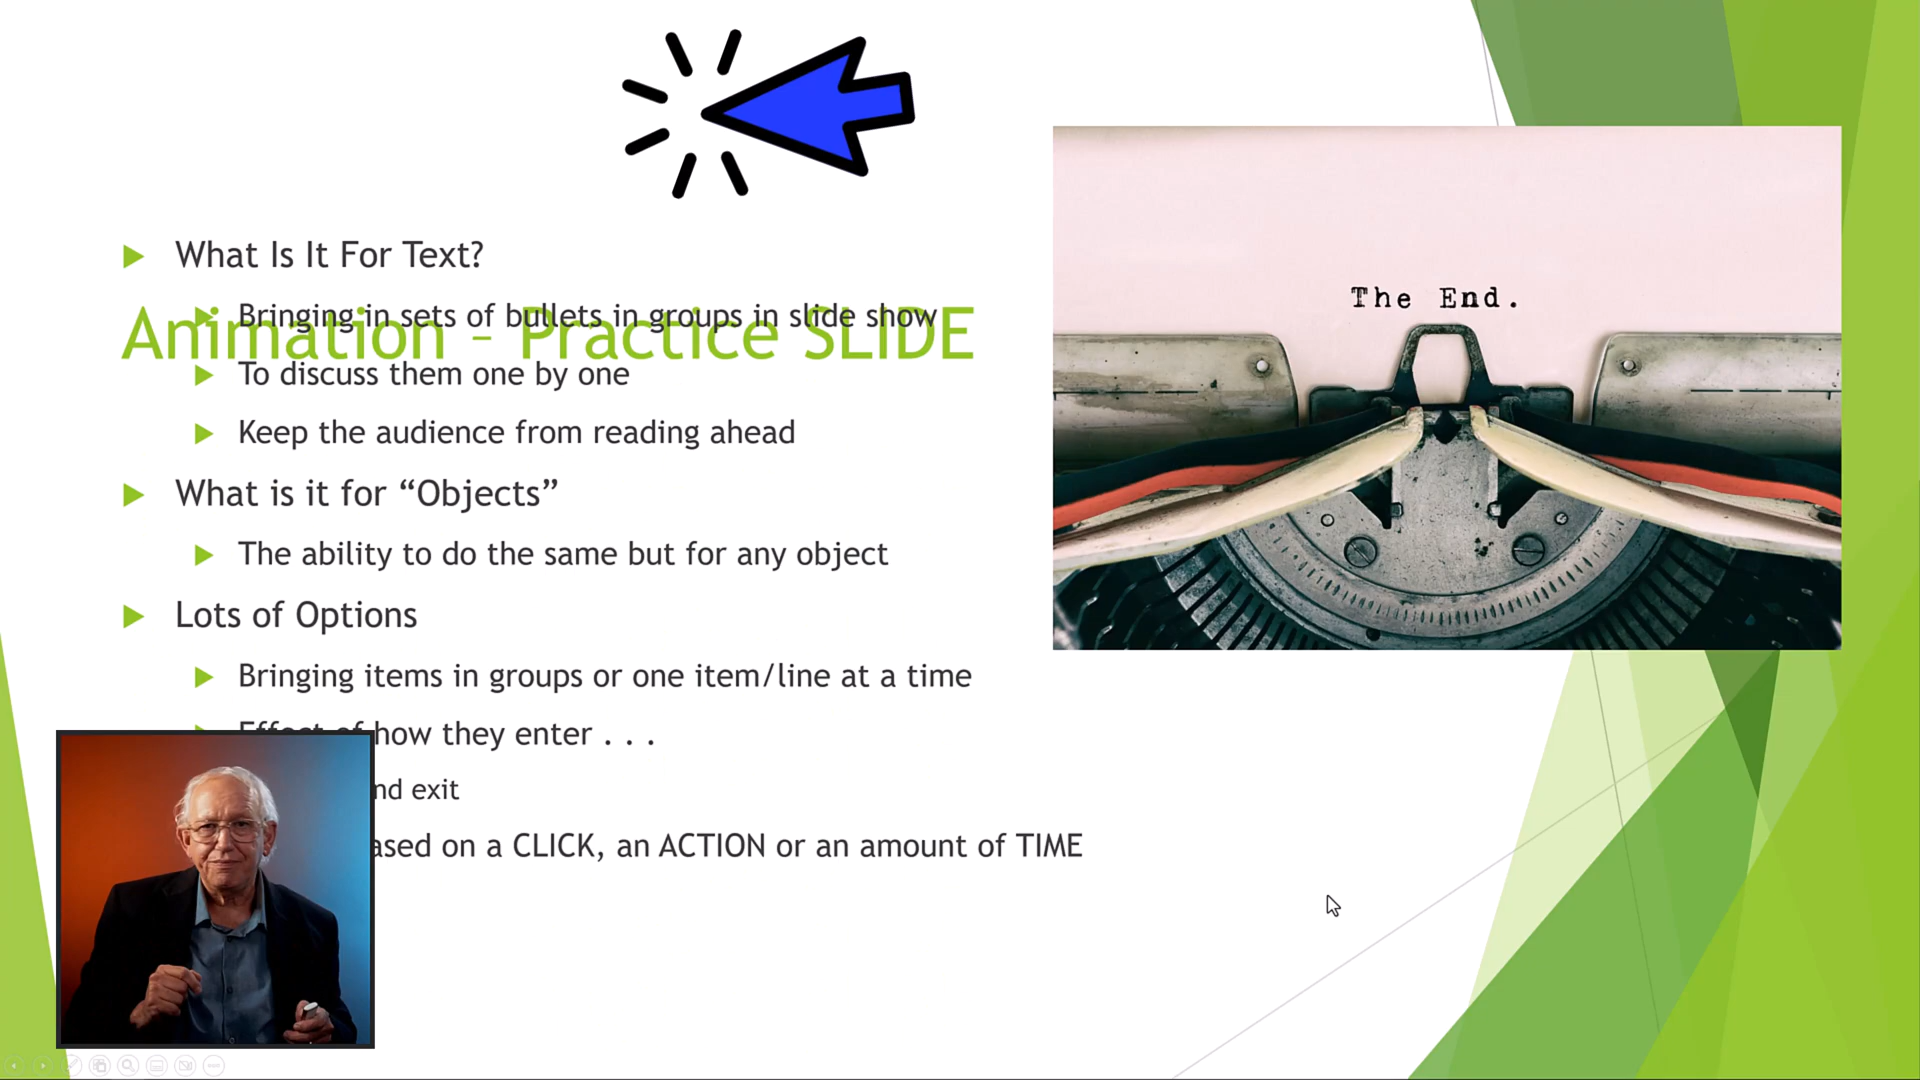 What Is It For Text?
Bringing in sets of bullets in groups in slide show
Animation – Practice SLIDE
To discuss them one by one
Keep the audience from reading ahead
What is it for “Objects”
The ability to do the same but for any object
Lots of Options
Bringing items in groups or one item/line at a time
Effect of how they enter . . .
exit
on a CLICK, an ACTION or an amount of TIME
The End.